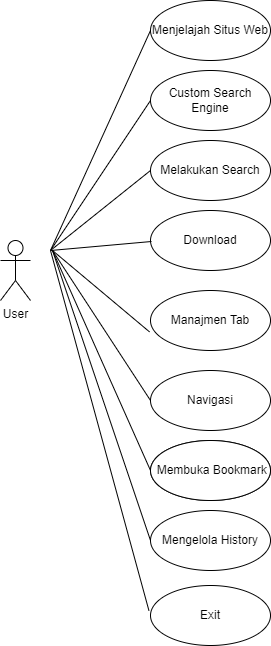 Menjelajah Situs Web
Custom Search
Engine
Melakukan Search
Download
User
Manajmen Tab
Navigasi
Membuka Bookmark
Mengelola History
Exit